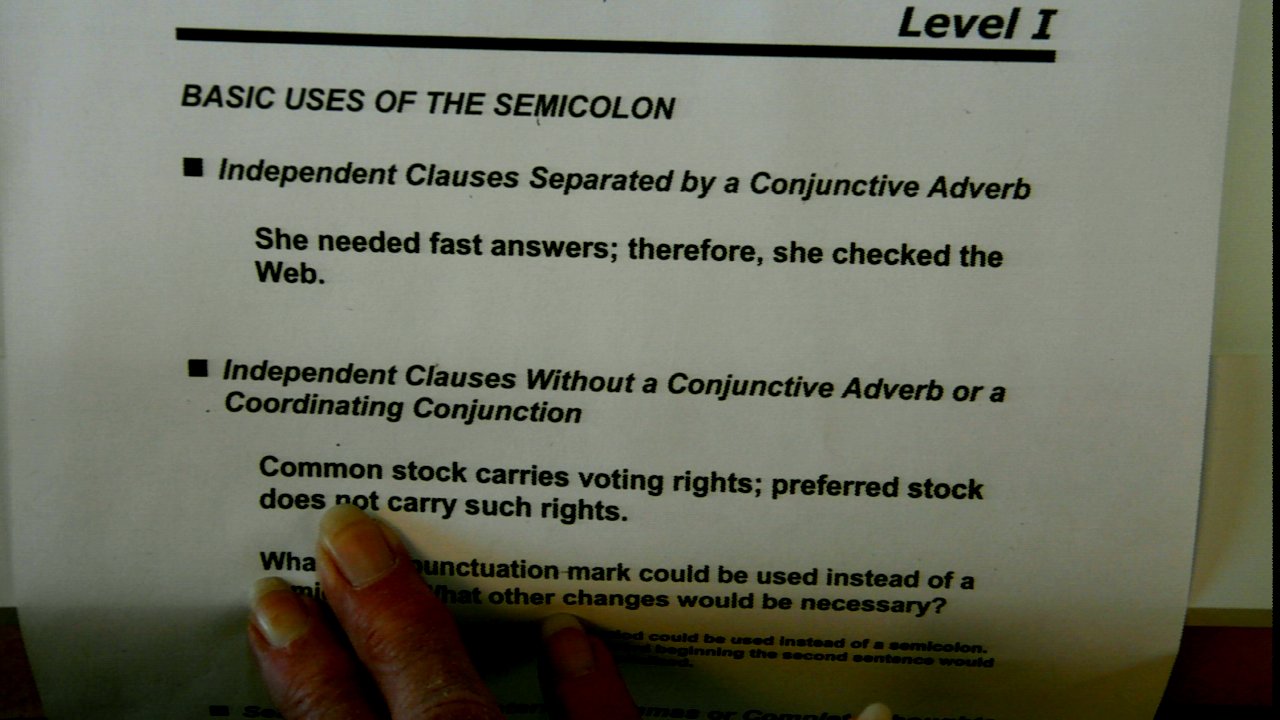 Level I
BASIC USES OF THE SEMICOLON
■ Independent Clauses Separated by a Conjunctive Adverb
She needed fast answers; therefore, she checked the
Web.
■ Independent Clauses Without a Conjunctive Adverb or a
Coordinating Conjunction
Common stock carries voting rights; preferred stock
does not carry such rights.
punctuation mark could be used instead of a
What other changes would be necessary?
could be used instead of a semicolon.
beginning the second sentence would